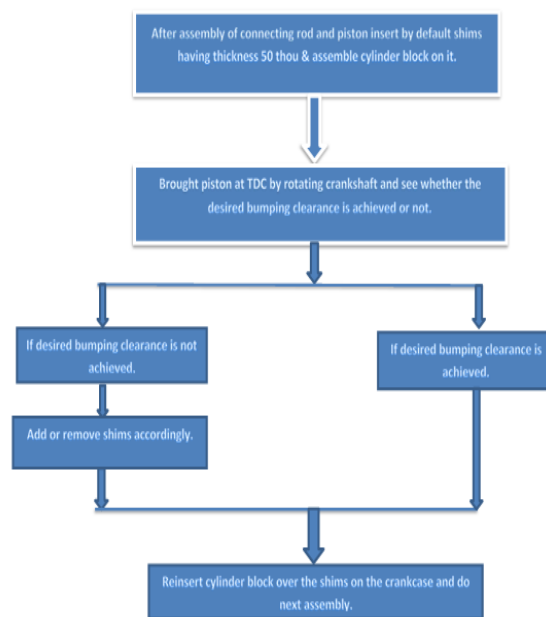 After assembly of connecting rod and piston insert by default shims
having thickness 50 thou & assemble cylinder block on it.
Brought piston at TDC by rotating crankshaft and see whether the
desired bumping clearance is achieved or not.
If desired bumping clearance is not
achieved.
If desired bumping clearance is
achieved.
Add or remove shims accordingly.
Reinsert cylinder block over the shims on the crankcase and do
next assembly.